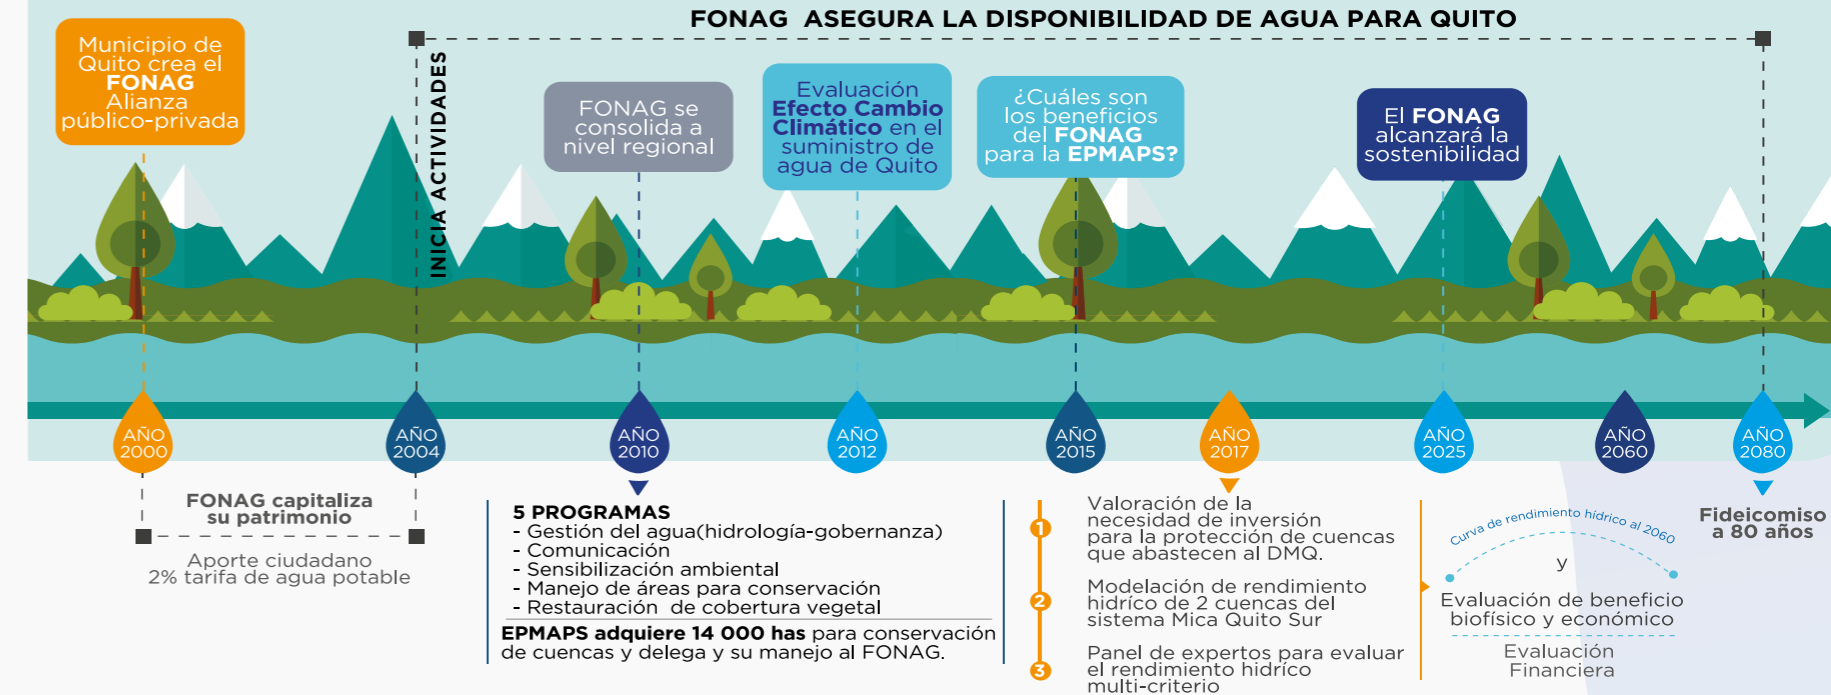 FONAG ASEGURA LA DISPONIBILIDAD DE AGUA PARA QUITO
Municipio de
Quito crea el
FONAG
Alianza
público-privada
INICIA ACTIVIDADES
FONAG se
consolida a
nivel regional
Evaluación
Efecto Cambio
Climático en el
suministro de
agua de Quito
¿Cuáles son
los beneficios
del FONAG
para la EPMAPS?
El FONAG
alcanzará la
sostenibilidad
AÑO
2000
AÑO
2004
AÑO
2010
AÑO
2012
AÑO
2015
AÑO
2017
AÑO
2025
AÑO
2060
AÑO
2080
FONAG capitaliza
su patrimonio
Aporte ciudadano
2% tarifa de agua potable
5 PROGRAMAS
- Gestión del agua(hidrología-gobernanza)
- Comunicación
- Sensibilización ambiental
- Manejo de áreas para conservación
- Restauración de cobertura vegetal
EPMAPS adquiere 14 000 has para conservación
de cuencas y delega y su manejo al FONAG.
1
Valoración de la
necesidad de inversión
para la protección de cuencas
que abastecen al DMQ.
2
Modelación de rendimiento
hidríco de 2 cuencas del
sistema Mica Quito Sur
3
Panel de expertos para evaluar
el rendimiento hidríco
multi-criterio
Curva de rendimiento hídrico al 2060
y
Evaluación de beneficio
biofísico y económico
Evaluación
Financiera
Fideicomiso
a 80 años